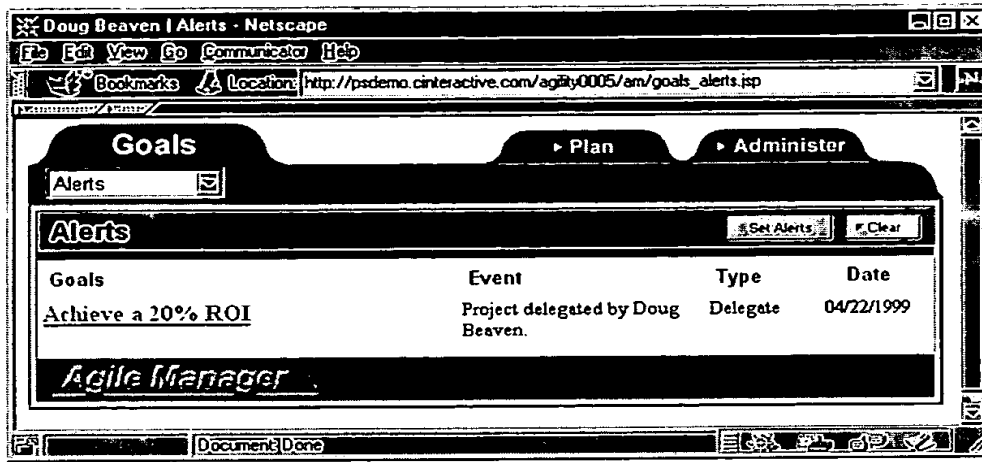 Doug Beaven | Alerts - Netscape
File Edit View Go Communicator Help
Bookmarks Location: http://psdemo.cinteractive.com/agility0005/am/goals_alerts.jsp
Goals
Plan
Administer
Alerts
Alerts
Set Alerts
Clear
Goals Event Type Date
Achieve a 20% ROI Project delegated by Doug Delegate 04/22/1999
Beaven.
Agile Manager
Document: Done